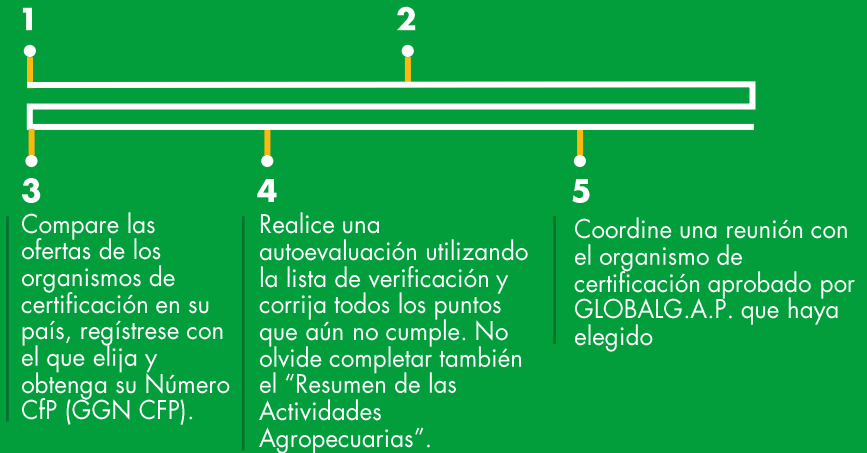 1
2
3
Compare las
ofertas de los
organismos de
certificación en su
país, regístrese con
el que elija y
obtenga su Número
CfP (GGN CFP).
4
Realice una
autoevaluación utilizando
la lista de verificación y
corrija todos los puntos
que aún no cumple. No
olvide completar también
el “Resumen de las
Actividades
Agropecuarias”.
5
Coordine una reunión con
el organismo de
certificación aprobado por
GLOBALG.A.P. que haya
elegido